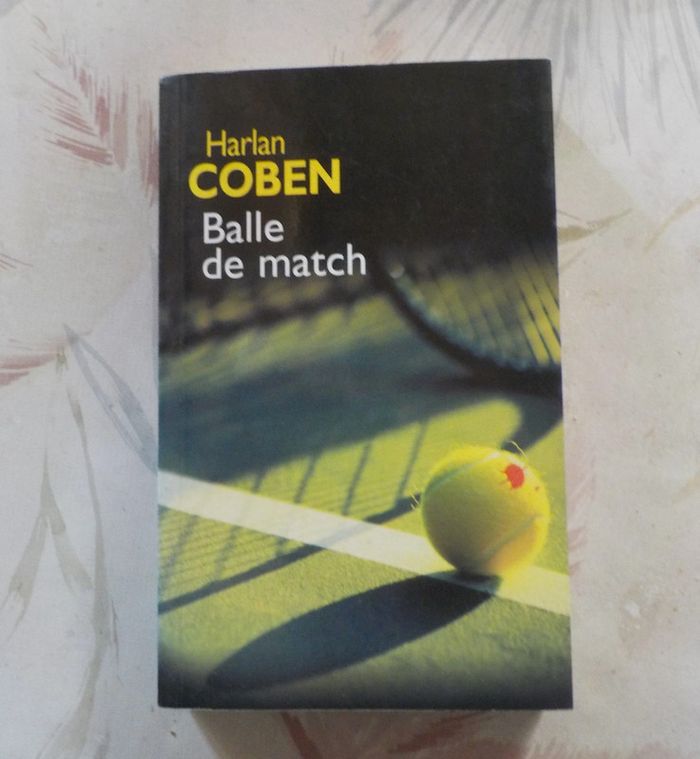 Harlan
COBEN
Balle
de match